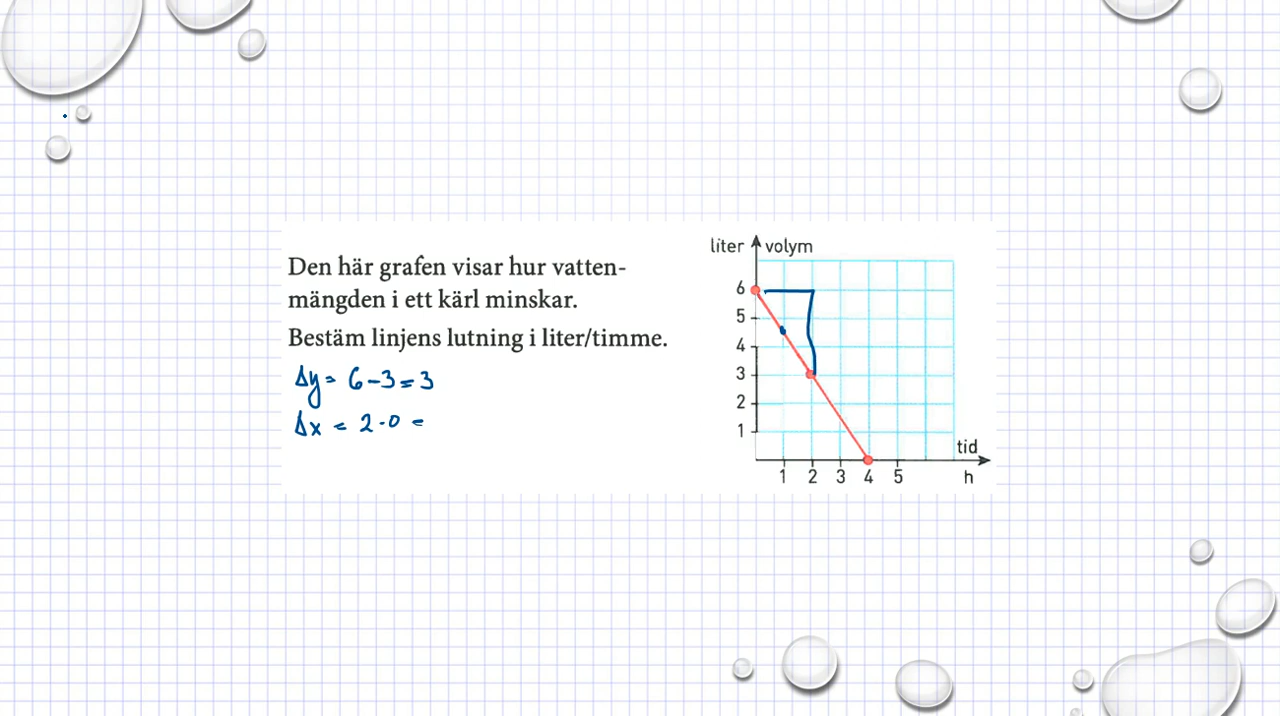 Den här grafen visar hur vatten-
mängden i ett kärl minskar.
Bestäm linjens lutning i liter/timme.
Δy = 6-3=3
Δx = 2-0 =
liter volym
6
5
4
3
2
1
tid
1 2 3 4 5 h